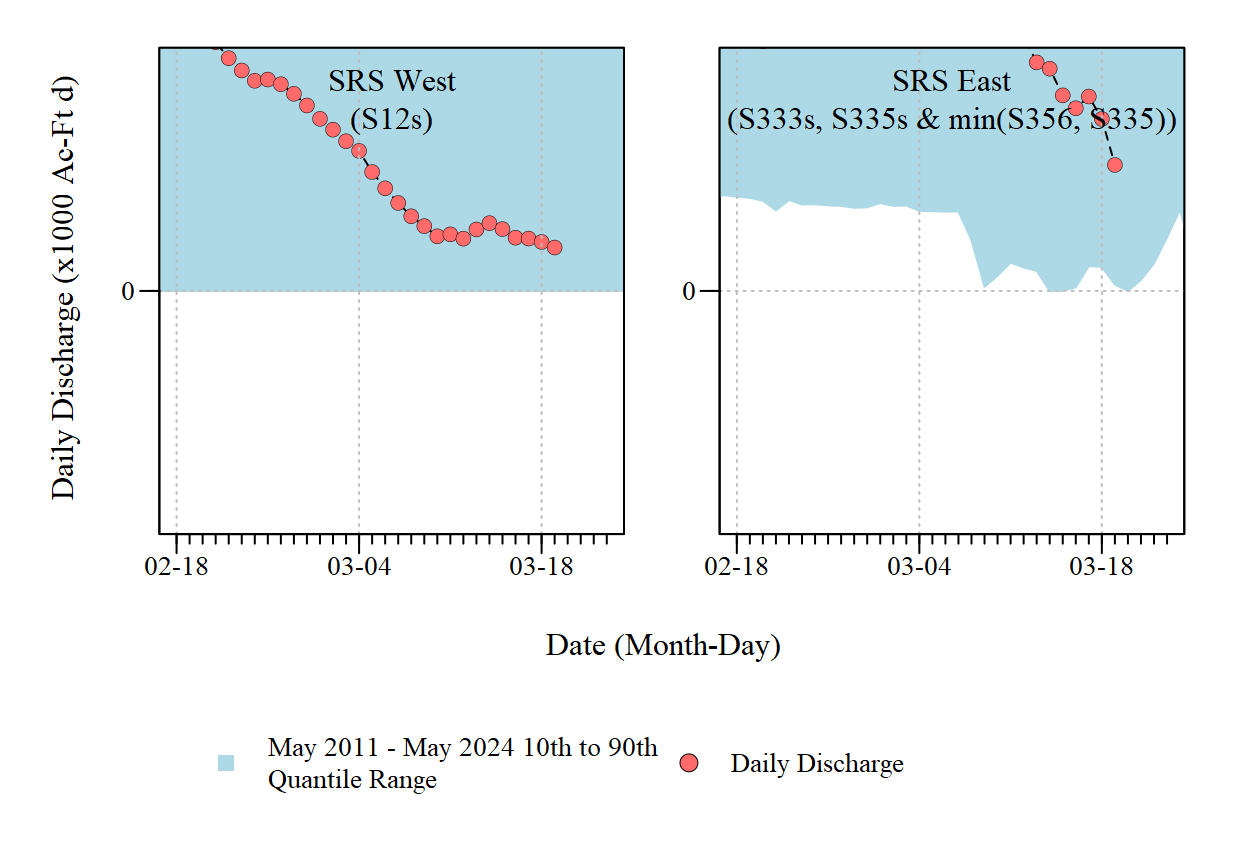 Daily Discharge (x1000 Ac-Ft d)
SRS West
(S12s)
0
02-18
03-04
03-18
SRS East
(S333s, S335s & min(S356, S335))
0
02-18
03-04
03-18
Date (Month-Day)
May 2011 - May 2024 10th to 90th
Quantile Range
Daily Discharge